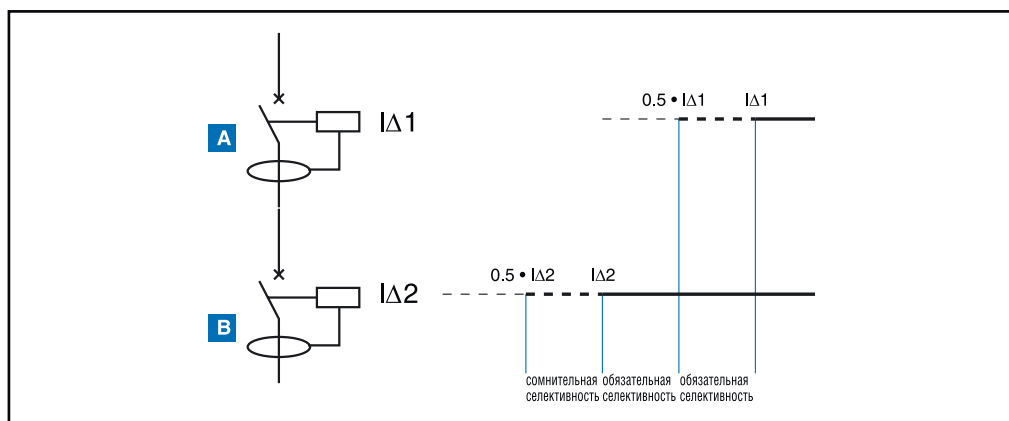 0.5 • IΔ1 IΔ1
A IΔ1
0.5 • IΔ2 IΔ2
B IΔ2
сомнительная обязательная обязательная
селективность селективность селективность